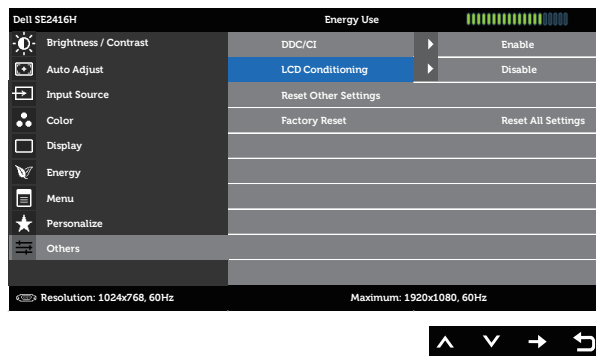 Dell SE2416H Energy Use
Brightness / Contrast DDC/CI Enable
Auto Adjust LCD Conditioning Disable
Input Source Reset Other Settings
Color Factory Reset Reset All Settings
Display
Energy
Menu
Personalize
Others
Resolution: 1024x768, 60Hz Maximum: 1920x1080, 60Hz